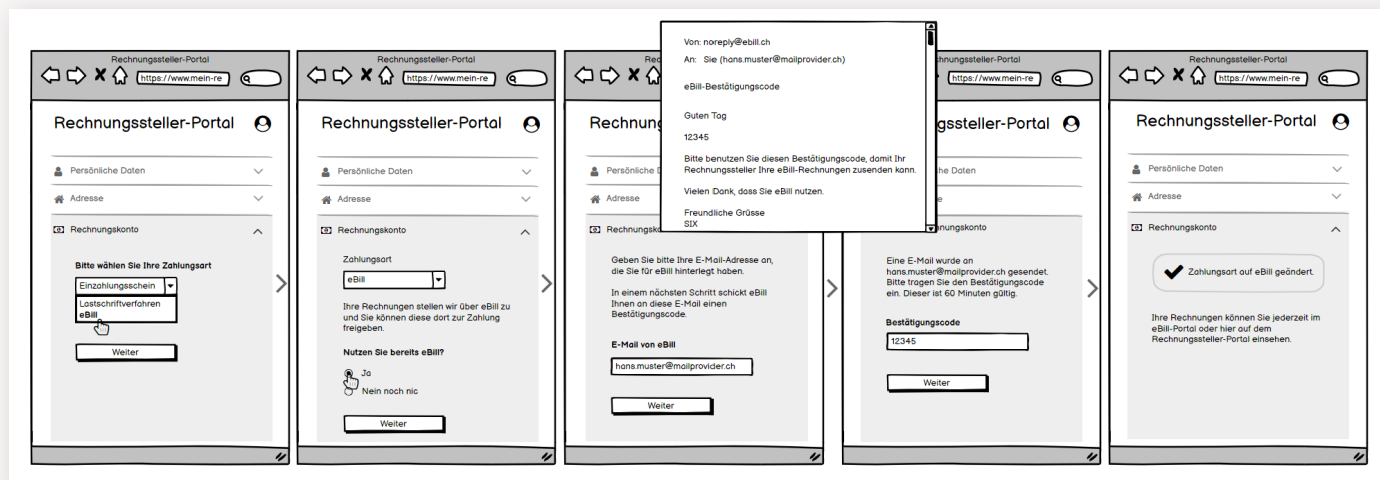 Rechnungssteller-Portal
https://www.mein-re
Rechnungssteller-Portal
Persönliche Daten
Adresse
Rechnungskonto
Bitte wählen Sie Ihre Zahlungsart
Einzahlungsschein
Lastschriftverfahren
eBill
Weiter
Rechnungssteller-Portal
https://www.mein-re
Rechnungssteller-Portal
Persönliche Daten
Adresse
Rechnungskonto
Zahlungsart
eBill
Ihre Rechnungen stellen wir über eBill zu
und Sie können diese dort zur Zahlung
freigeben.
Nutzen Sie bereits eBill?
Ja
Nein noch nic
Weiter
Rec
https://www.mein-re
Rechnung
Persönliche D
Adresse
Rechnungsk
Geben Sie bitte Ihre E-Mail-Adresse an,
die Sie für eBill hinterlegt haben.
In einem nächsten Schritt schickt eBill
Ihnen an diese E-Mail einen
Bestätigungscode.
E-Mail von eBill
hans.muster@mailprovider.ch
Weiter
Von: noreply@ebill.ch
An: Sie (hans.muster@mailprovider.ch)
eBill-Bestätigungscode
Guten Tag
12345
Bitte benutzen Sie diesen Bestätigungscode, damit Ihr
Rechnungssteller Ihre eBill-Rechnungen zusenden kann.
Vielen Dank, dass Sie eBill nutzen.
Freundliche Grüsse
SIX
hnungssteller-Portal
https://www.mein-re
gssteller-Portal
nungskonto
Eine E-Mail wurde an
hans.muster@mailprovider.ch gesendet.
Bitte tragen Sie den Bestätigungscode
ein. Dieser ist 60 Minuten gültig.
Bestätigungscode
12345
Weiter
Rechnungssteller-Portal
https://www.mein-re
Rechnungssteller-Portal
Persönliche Daten
Adresse
Rechnungskonto
Zahlungsart auf eBill geändert.
Ihre Rechnungen können Sie jederzeit im
eBill-Portal oder hier auf dem
Rechnungssteller-Portal einsehen.